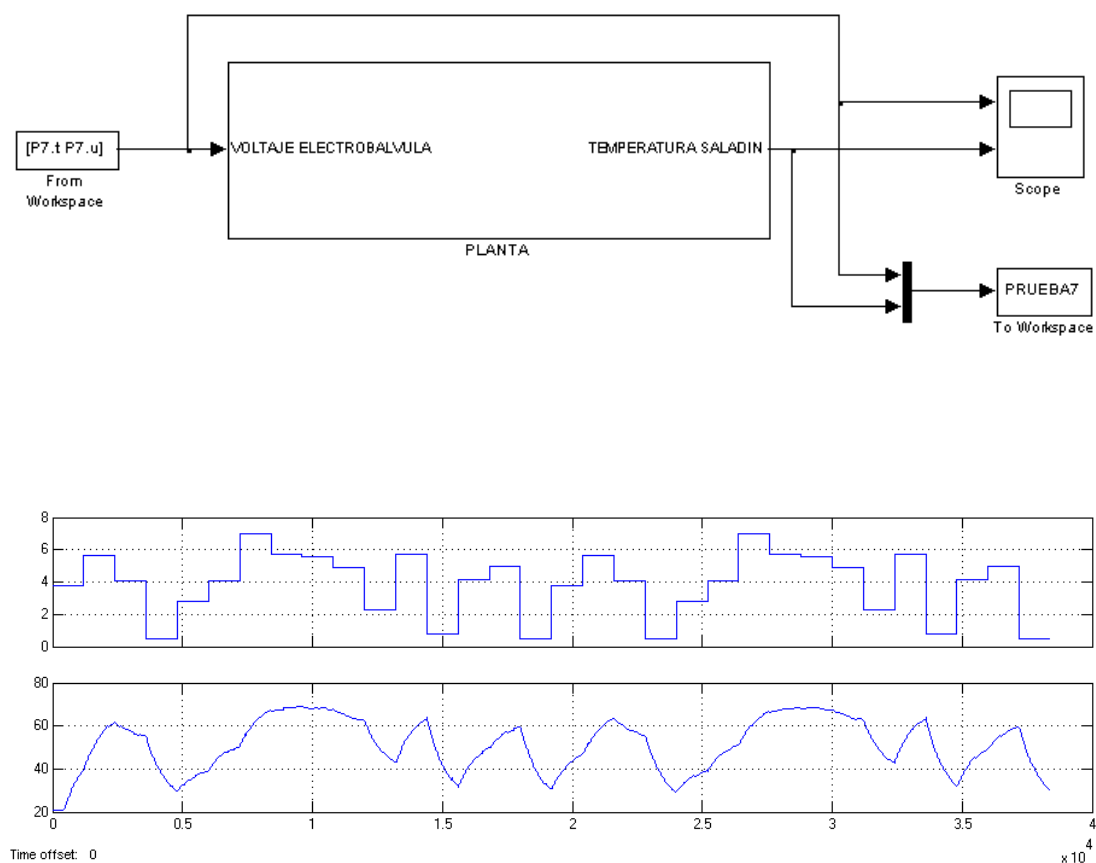 [P7.t P7.u]
From
Workspace
VOLTAJE ELECTROBALVULA
TEMPERATURA SALADIN
PLANTA
Scope
PRUEBA7
To Workspace
8
6
4
2
0
80
60
40
20
0 0.5 1 1.5 2 2.5 3 3.5 4
x 10^4
Time offset: 0